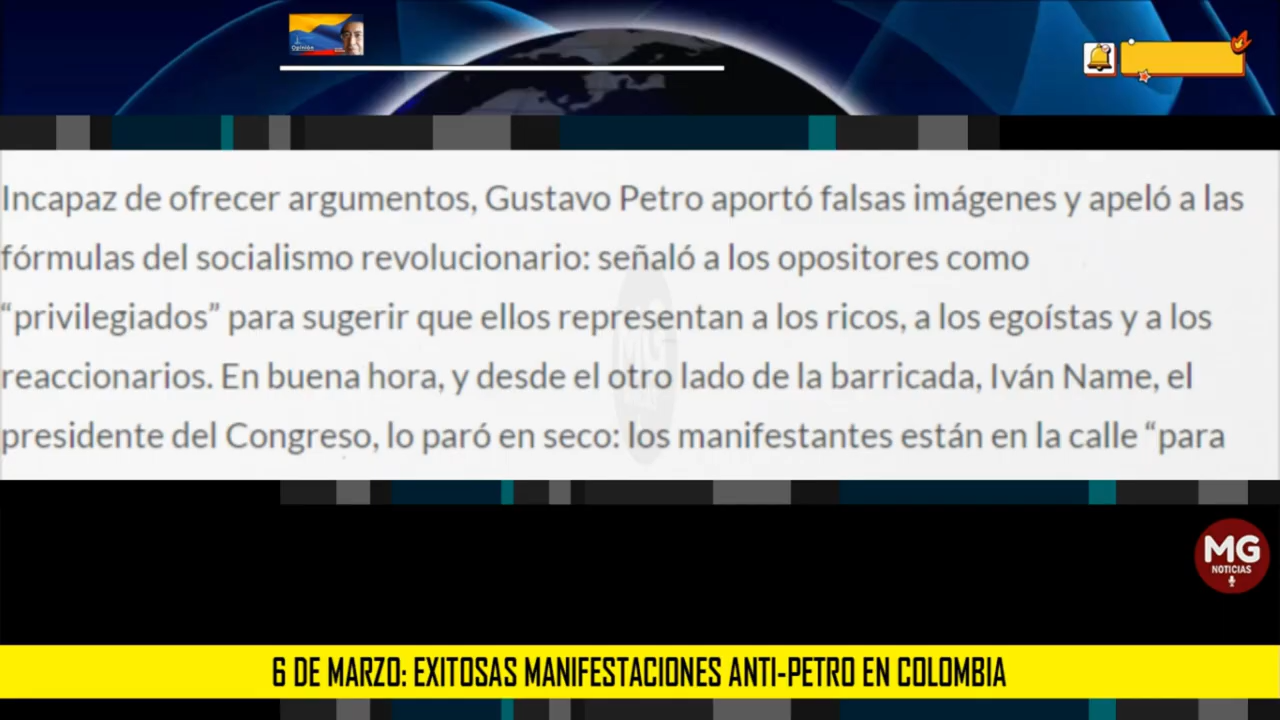 Opinión
Incapaz de ofrecer argumentos, Gustavo Petro aportó falsas imágenes y apeló a las
fórmulas del socialismo revolucionario: señaló a los opositores como
“privilegiados” para sugerir que ellos representan a los ricos, a los egoístas y a los
reaccionarios. En buena hora, y desde el otro lado de la barricada, Iván Name, el
presidente del Congreso, lo paró en seco: los manifestantes están en la calle “para
MG
MG
NOTICIAS
6 DE MARZO: EXITOSAS MANIFESTACIONES ANTI-PETRO EN COLOMBIA